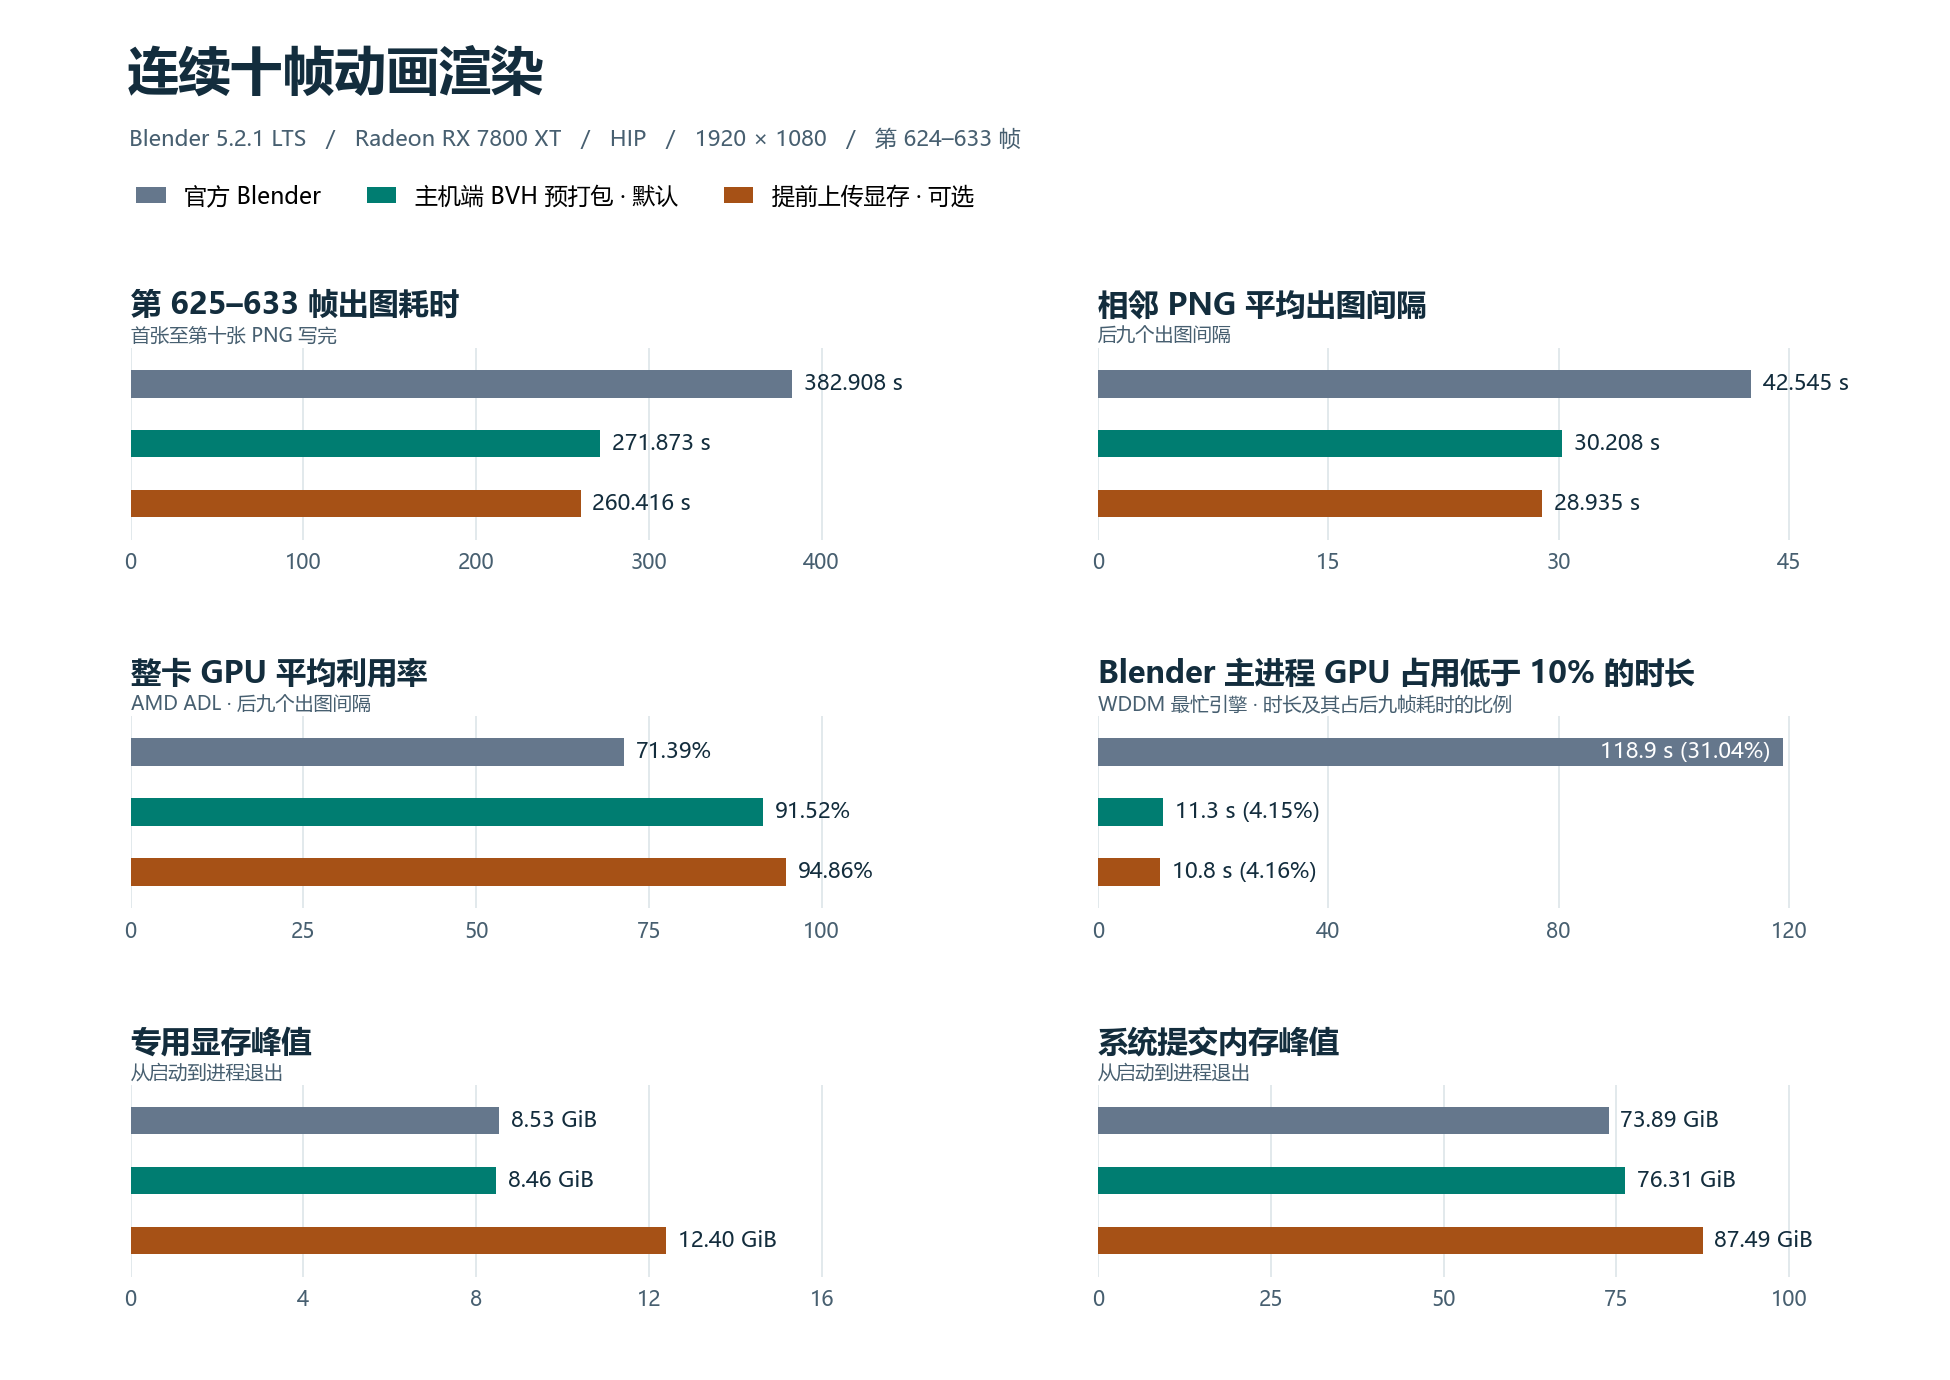 连续十帧动画渲染
Blender 5.2.1 LTS / Radeon RX 7800 XT / HIP / 1920 × 1080 / 第 624–633 帧
官方 Blender 主机端 BVH 预打包 · 默认 提前上传显存 · 可选
第 625–633 帧出图耗时
首张至第十张 PNG 写完
382.908 s
271.873 s
260.416 s
0 100 200 300 400
相邻 PNG 平均出图间隔
后九个出图间隔
42.545 s
30.208 s
28.935 s
0 15 30 45
整卡 GPU 平均利用率
AMD ADL · 后九个出图间隔
71.39%
91.52%
94.86%
0 25 50 75 100
Blender 主进程 GPU 占用低于 10% 的时长
WDDM 最忙引擎 · 时长及其占后九帧耗时的比例
118.9 s (31.04%)
11.3 s (4.15%)
10.8 s (4.16%)
0 40 80 120
专用显存峰值
从启动到进程退出
8.53 GiB
8.46 GiB
12.40 GiB
0 4 8 12 16
系统提交内存峰值
从启动到进程退出
73.89 GiB
76.31 GiB
87.49 GiB
0 25 50 75 100